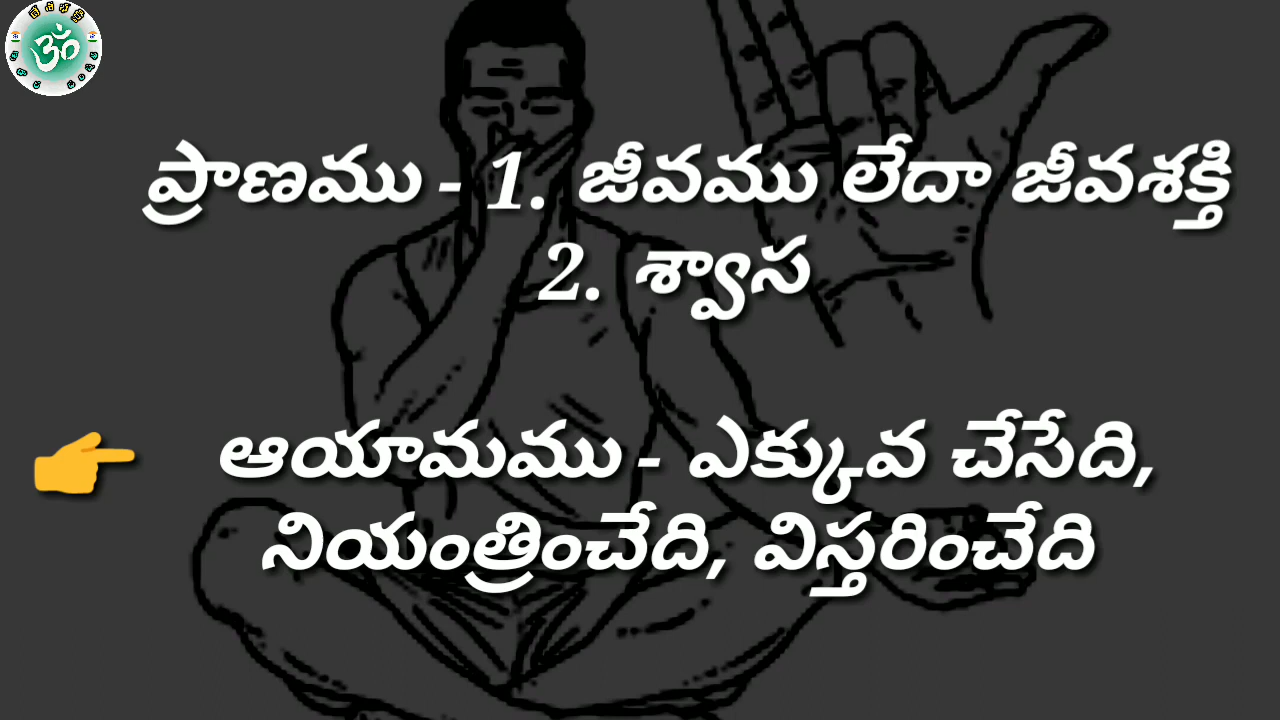 ప్రాణము - 1. జీవము లేదా జీవశక్తి
2. శ్వాస
ఆయామము - ఎక్కువ చేసేది,
నియంత్రించేది, విస్తరించేది
ॐ